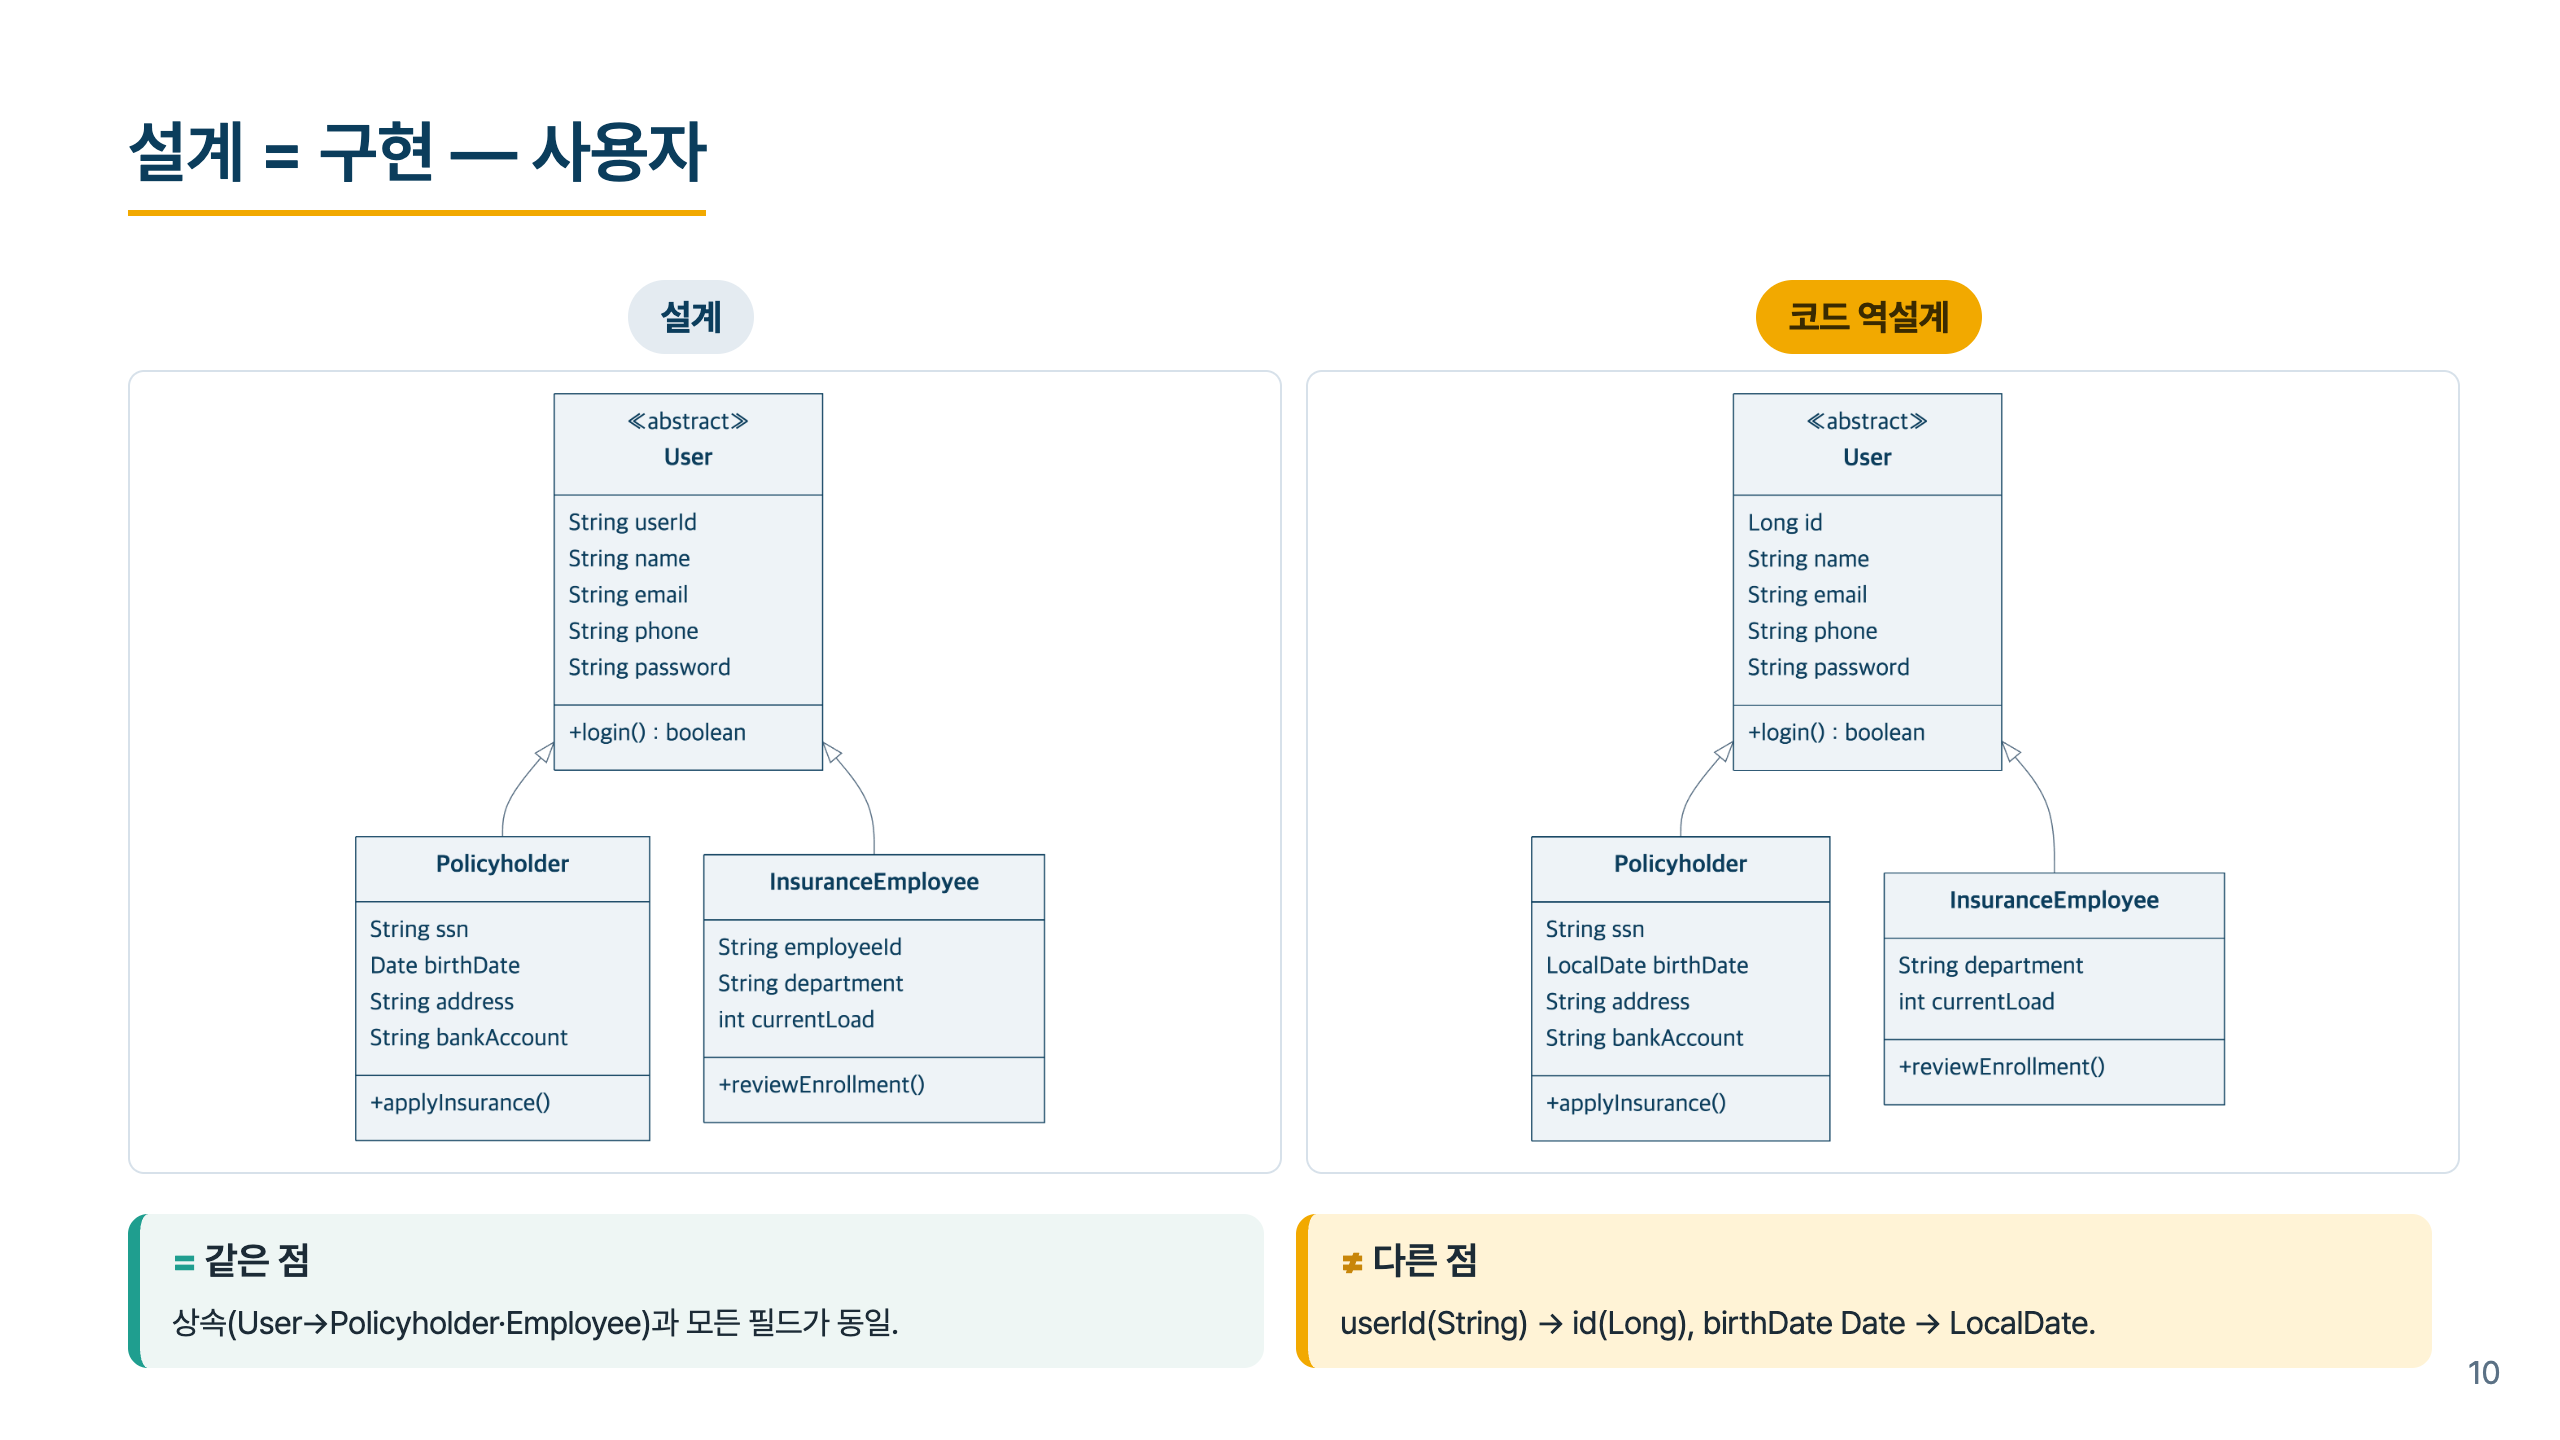 설계 = 구현 — 사용자
설계
≪abstract≫
User
String userId
String name
String email
String phone
String password
+login() : boolean
Policyholder
String ssn
Date birthDate
String address
String bankAccount
+applyInsurance()
InsuranceEmployee
String employeeId
String department
int currentLoad
+reviewEnrollment()
코드 역설계
≪abstract≫
User
Long id
String name
String email
String phone
String password
+login() : boolean
Policyholder
String ssn
LocalDate birthDate
String address
String bankAccount
+applyInsurance()
InsuranceEmployee
String department
int currentLoad
+reviewEnrollment()
= 같은 점
상속(User→Policyholder·Employee)과 모든 필드가 동일.
≠ 다른 점
userId(String) → id(Long), birthDate Date → LocalDate.
10